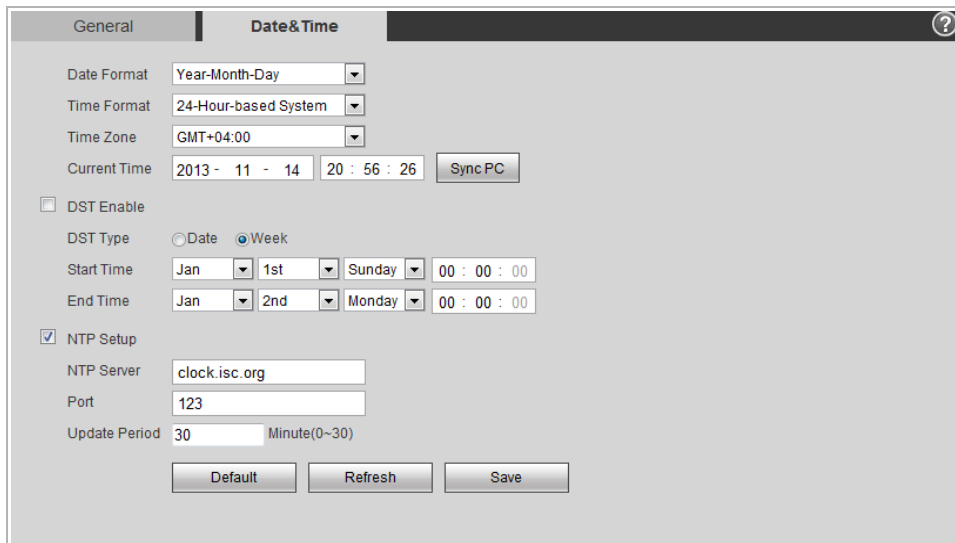 General Date&Time ?
Date Format Year-Month-Day
Time Format 24-Hour-based System
Time Zone GMT+04:00
Current Time 2013 - 11 - 14 20 : 56 : 26 Sync PC
DST Enable
DST Type Date Week
Start Time Jan 1st Sunday 00 : 00 : 00
End Time Jan 2nd Monday 00 : 00 : 00
NTP Setup
NTP Server clock.isc.org
Port 123
Update Period 30 Minute(0~30)
Default Refresh Save